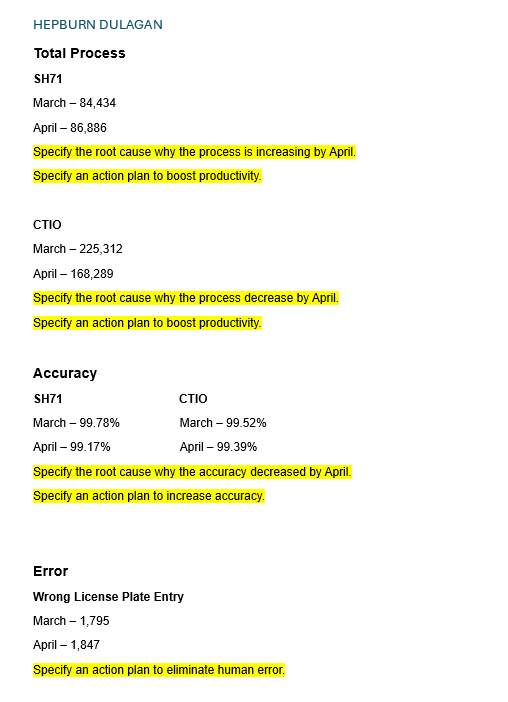 HEPBURN DULAGAN
Total Process
SH71
March – 84,434
April – 86,886
Specify the root cause why the process is increasing by April.
Specify an action plan to boost productivity.
CTIO
March – 225,312
April – 168,289
Specify the root cause why the process decrease by April.
Specify an action plan to boost productivity.
Accuracy
SH71 CTIO
March – 99.78% March – 99.52%
April – 99.17% April – 99.39%
Specify the root cause why the accuracy decreased by April.
Specify an action plan to increase accuracy.
Error
Wrong License Plate Entry
March – 1,795
April – 1,847
Specify an action plan to eliminate human error.